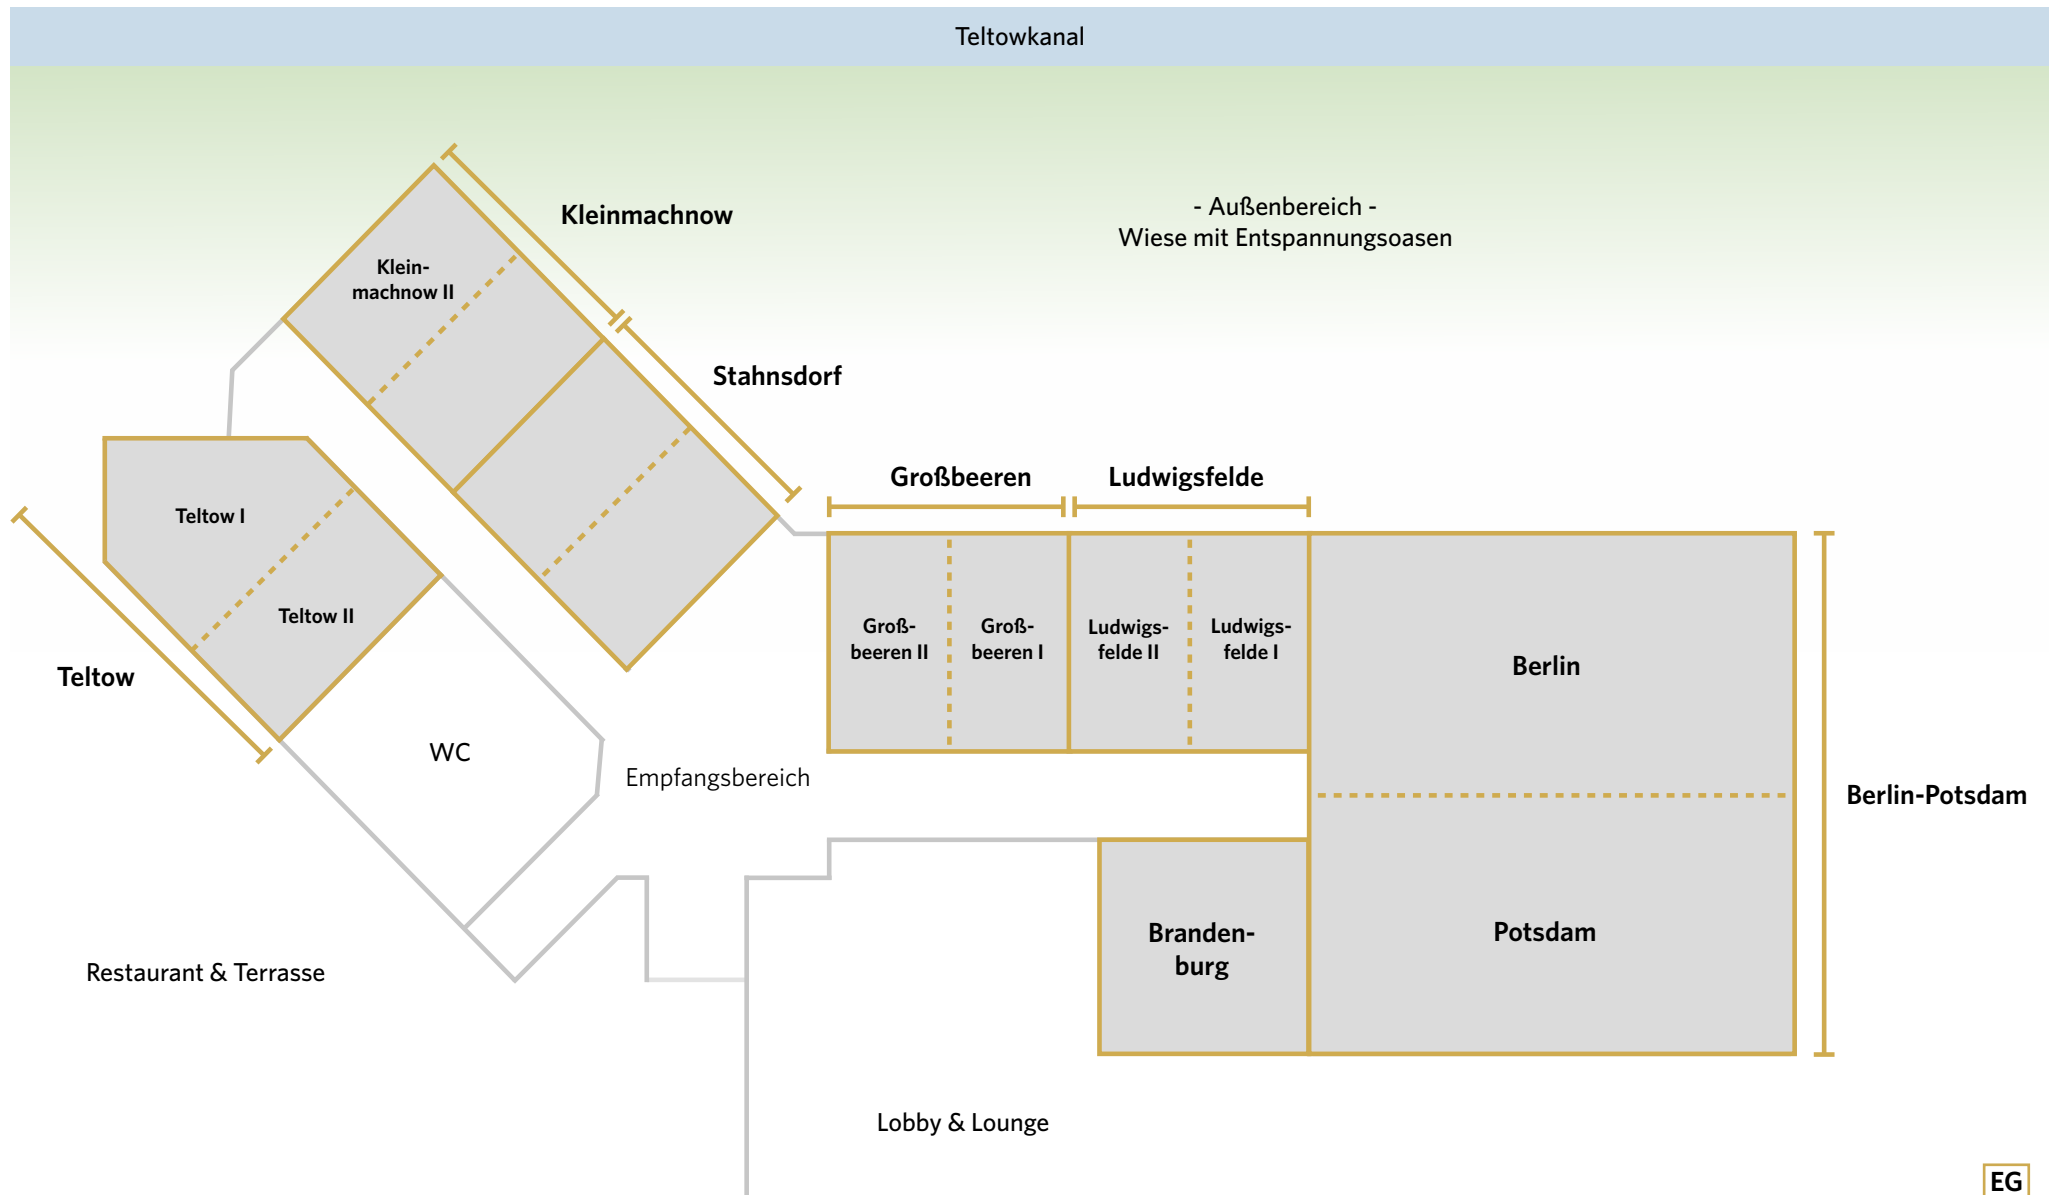 Teltowkanal
Kleinmachnow
- Außenbereich -
Wiese mit Entspannungsoasen
Klein-
machnow II
Stahnsdorf
Großbeeren
Ludwigsfelde
Teltow I
Teltow II
Groß-
beeren II
Groß-
beeren I
Ludwigs-
felde II
Ludwigs-
felde I
Berlin
Teltow
WC
Empfangsbereich
Berlin-Potsdam
Branden-
burg
Potsdam
Restaurant & Terrasse
Lobby & Lounge
EG